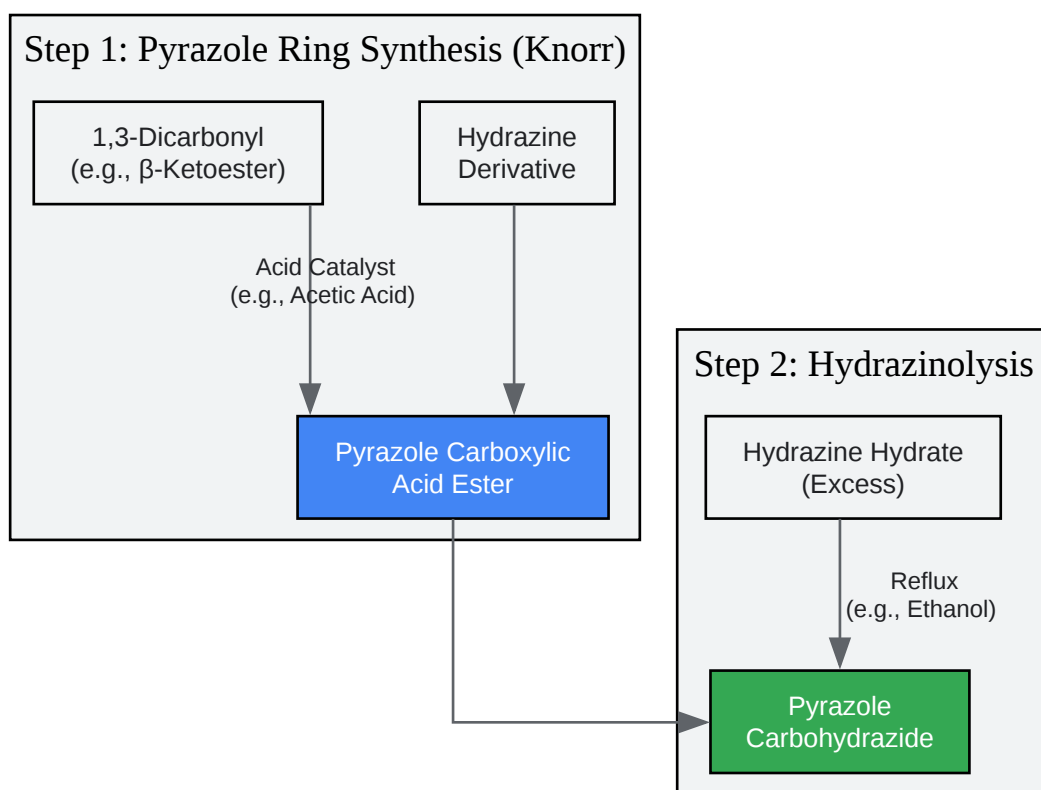 Step 1: Pyrazole Ring Synthesis (Knorr)
1,3-Dicarbonyl
(e.g., β-Ketoester)
Hydrazine
Derivative
Acid Catalyst
(e.g., Acetic Acid)
Pyrazole Carboxylic
Acid Ester
Step 2: Hydrazinolysis
Hydrazine Hydrate
(Excess)
Reflux
(e.g., Ethanol)
Pyrazole
Carbohydrazide